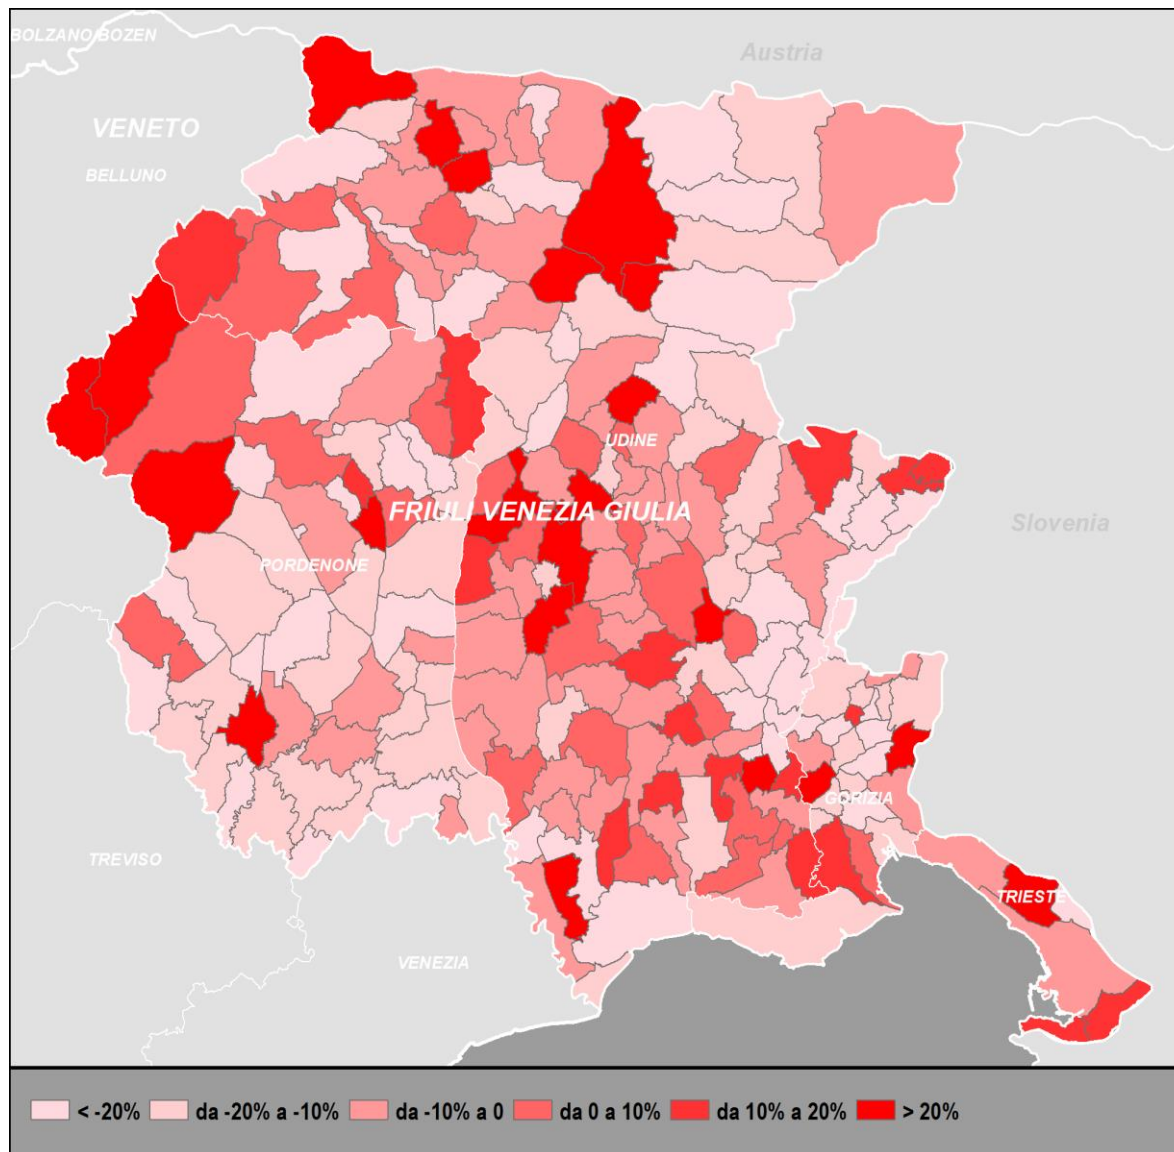 BOLZANO/BOZEN
Austria
VENETO
BELLUNO
UDINE
FRIULI VENEZIA GIULIA
Slovenia
PORDENONE
GORIZIA
TREVISO
TRIESTE
VENEZIA
< -20% da -20% a -10% da -10% a 0 da 0 a 10% da 10% a 20% > 20%